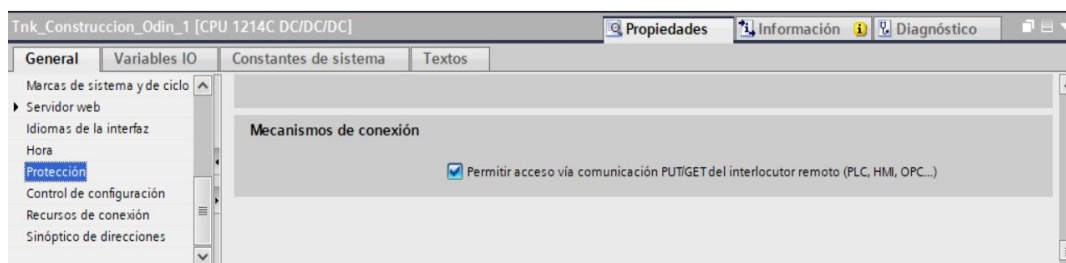 Tnk_Construccion_Odin_1 [CPU 1214C DC/DC/DC]
Propiedades
Información
Diagnóstico
General
Variables IO
Constantes de sistema
Textos
Marcas de sistema y de ciclo
Servidor web
Idiomas de la interfaz
Hora
Protección
Control de configuración
Recursos de conexión
Sinóptico de direcciones
Mecanismos de conexión
Permitir acceso vía comunicación PUT/GET del interlocutor remoto (PLC, HMI, OPC...)